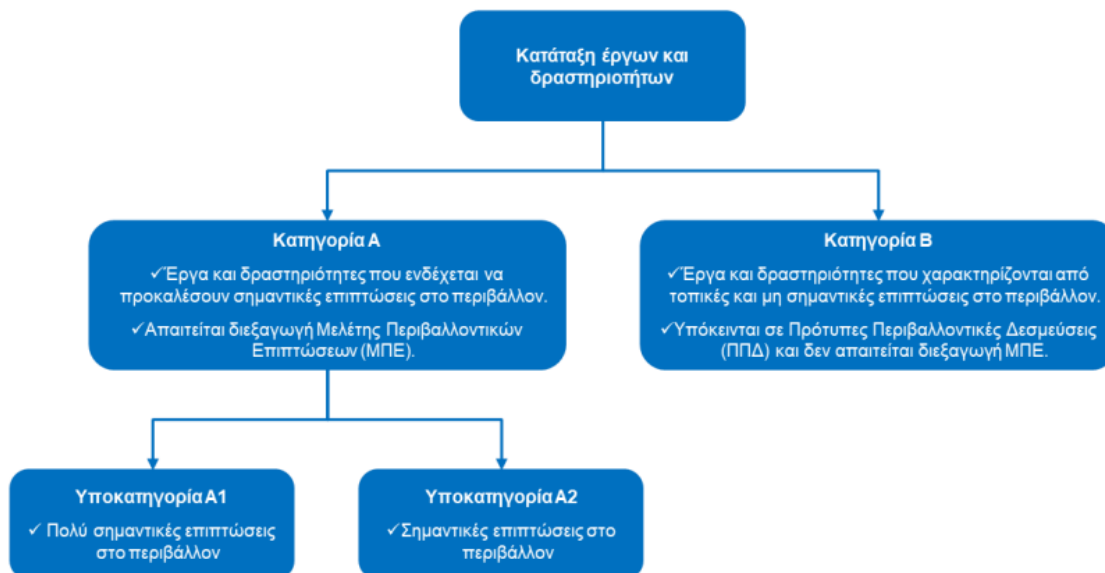 Κατάταξη έργων και
δραστηριοτήτων
Κατηγορία Α
✓Έργα και δραστηριότητες που ενδέχεται να
προκαλέσουν σημαντικές επιπτώσεις στο περιβάλλον.
✓Απαιτείται διεξαγωγή Μελέτης Περιβαλλοντικών
Επιπτώσεων (ΜΠΕ).
Κατηγορία Β
✓Έργα και δραστηριότητες που χαρακτηρίζονται από
τοπικές και μη σημαντικές επιπτώσεις στο περιβάλλον.
✓Υπόκεινται σε Πρότυπες Περιβαλλοντικές Δεσμεύσεις
(ΠΠΔ) και δεν απαιτείται διεξαγωγή ΜΠΕ.
Υποκατηγορία Α1
✓ Πολύ σημαντικές επιπτώσεις
στο περιβάλλον
Υποκατηγορία Α2
✓Σημαντικές επιπτώσεις στο
περιβάλλον